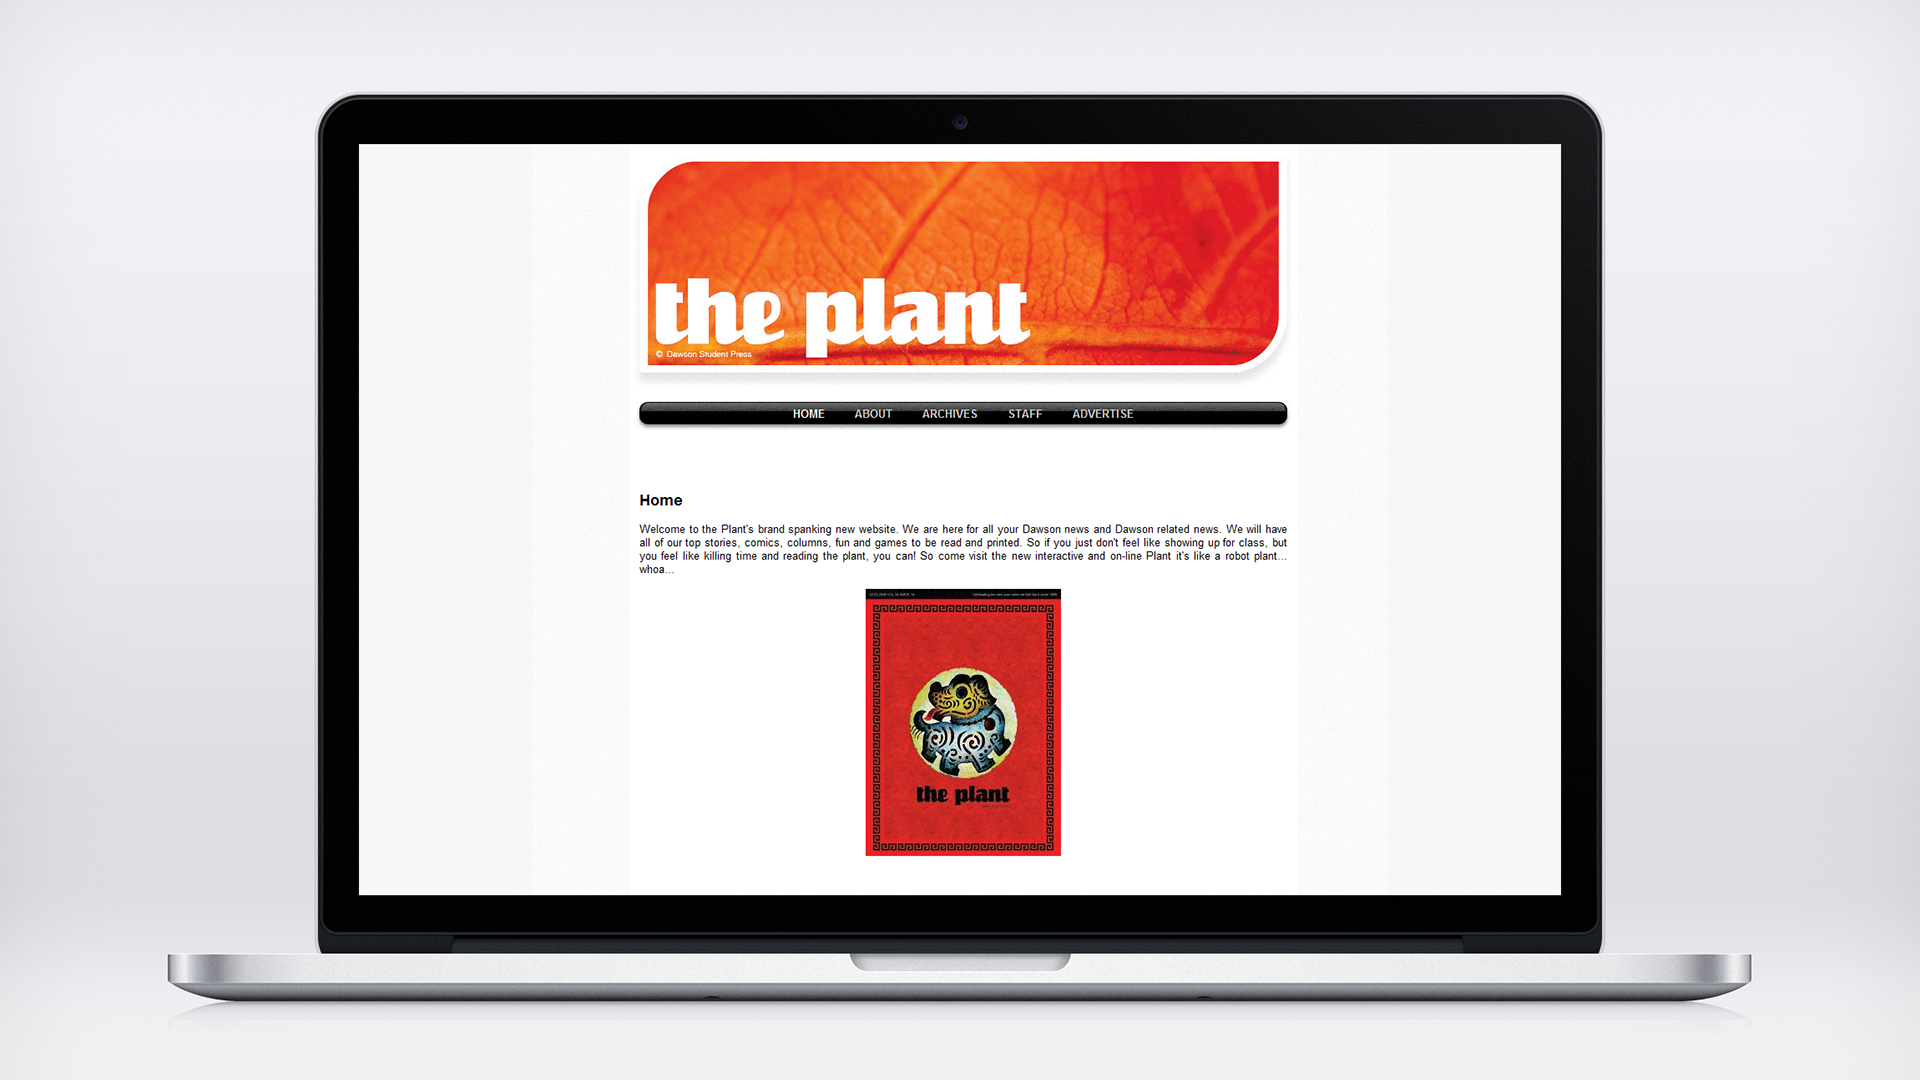 the plant
© Dawson Student Press
HOME ABOUT ARCHIVES STAFF ADVERTISE
Home
Welcome to the Plant's brand spanking new website. We are here for all your Dawson news and Dawson related news. We will have
all of our top stories, comics, columns, fun and games to be read and printed. So if you just don't feel like showing up for class, but
you feel like killing time and reading the plant, you can! So come visit the new interactive and on-line Plant it's like a robot plant...
whoa...
the plant